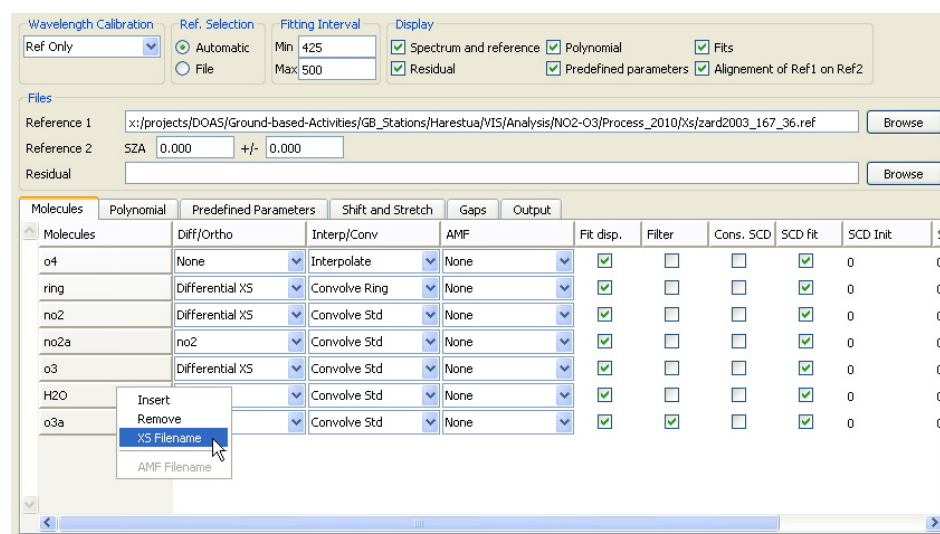 Wavelength Calibration Ref. Selection Fitting Interval Display
Ref Only Automatic Min 425 Spectrum and reference Polynomial Fits
File Max 500 Residual Predefined parameters Alignement of Ref1 on Ref2
Files
Reference 1 x:/projects/DOAS/Ground-based-Activities/GB_Stations/Harestua/VIS/Analysis/NO2-O3/Process_2010/Xs/zard2003_167_36.ref Browse
Reference 2 SZA 0.000 +/- 0.000
Residual Browse
Molecules Polynomial Predefined Parameters Shift and Stretch Gaps Output
Molecules Diff/Ortho Interp/Conv AMF Fit disp. Filter Cons. SCD SCD fit SCD Init
o4 None Interpolate None 0
ring Differential XS Convolve Ring None 0
no2 Differential XS Convolve Std None 0
no2a no2 Convolve Std None 0
o3 Differential XS Convolve Std None 0
H2O Convolve Std None 0
o3a Convolve Std None 0
Insert
Remove
XS Filename
AMF Filename